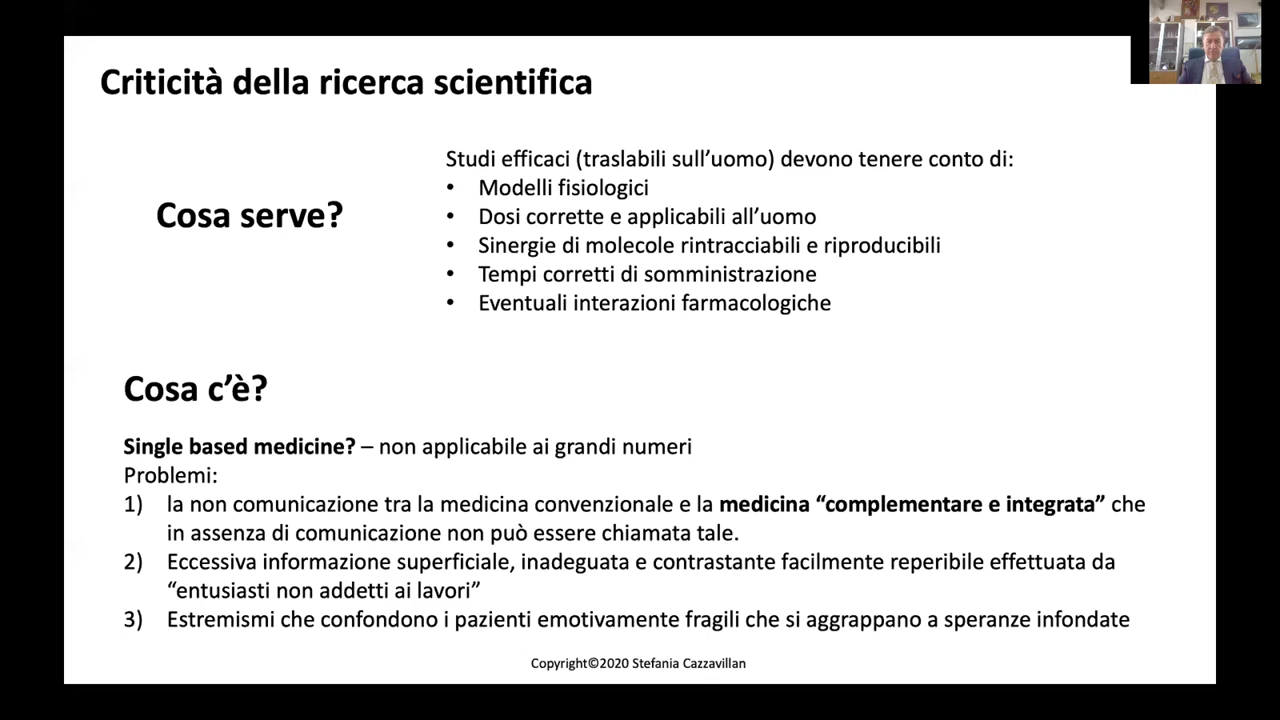 Criticità della ricerca scientifica
Studi efficaci (traslabili sull’uomo) devono tenere conto di:
• Modelli fisiologici
Cosa serve?
• Dosi corrette e applicabili all’uomo
• Sinergie di molecole rintracciabili e riproducibili
• Tempi corretti di somministrazione
• Eventuali interazioni farmacologiche
Cosa c’è?
Single based medicine? – non applicabile ai grandi numeri
Problemi:
1) la non comunicazione tra la medicina convenzionale e la medicina “complementare e integrata” che
in assenza di comunicazione non può essere chiamata tale.
2) Eccessiva informazione superficiale, inadeguata e contrastante facilmente reperibile effettuata da
“entusiasti non addetti ai lavori”
3) Estremismi che confondono i pazienti emotivamente fragili che si aggrappano a speranze infondate
Copyright©2020 Stefania Cazzavillan